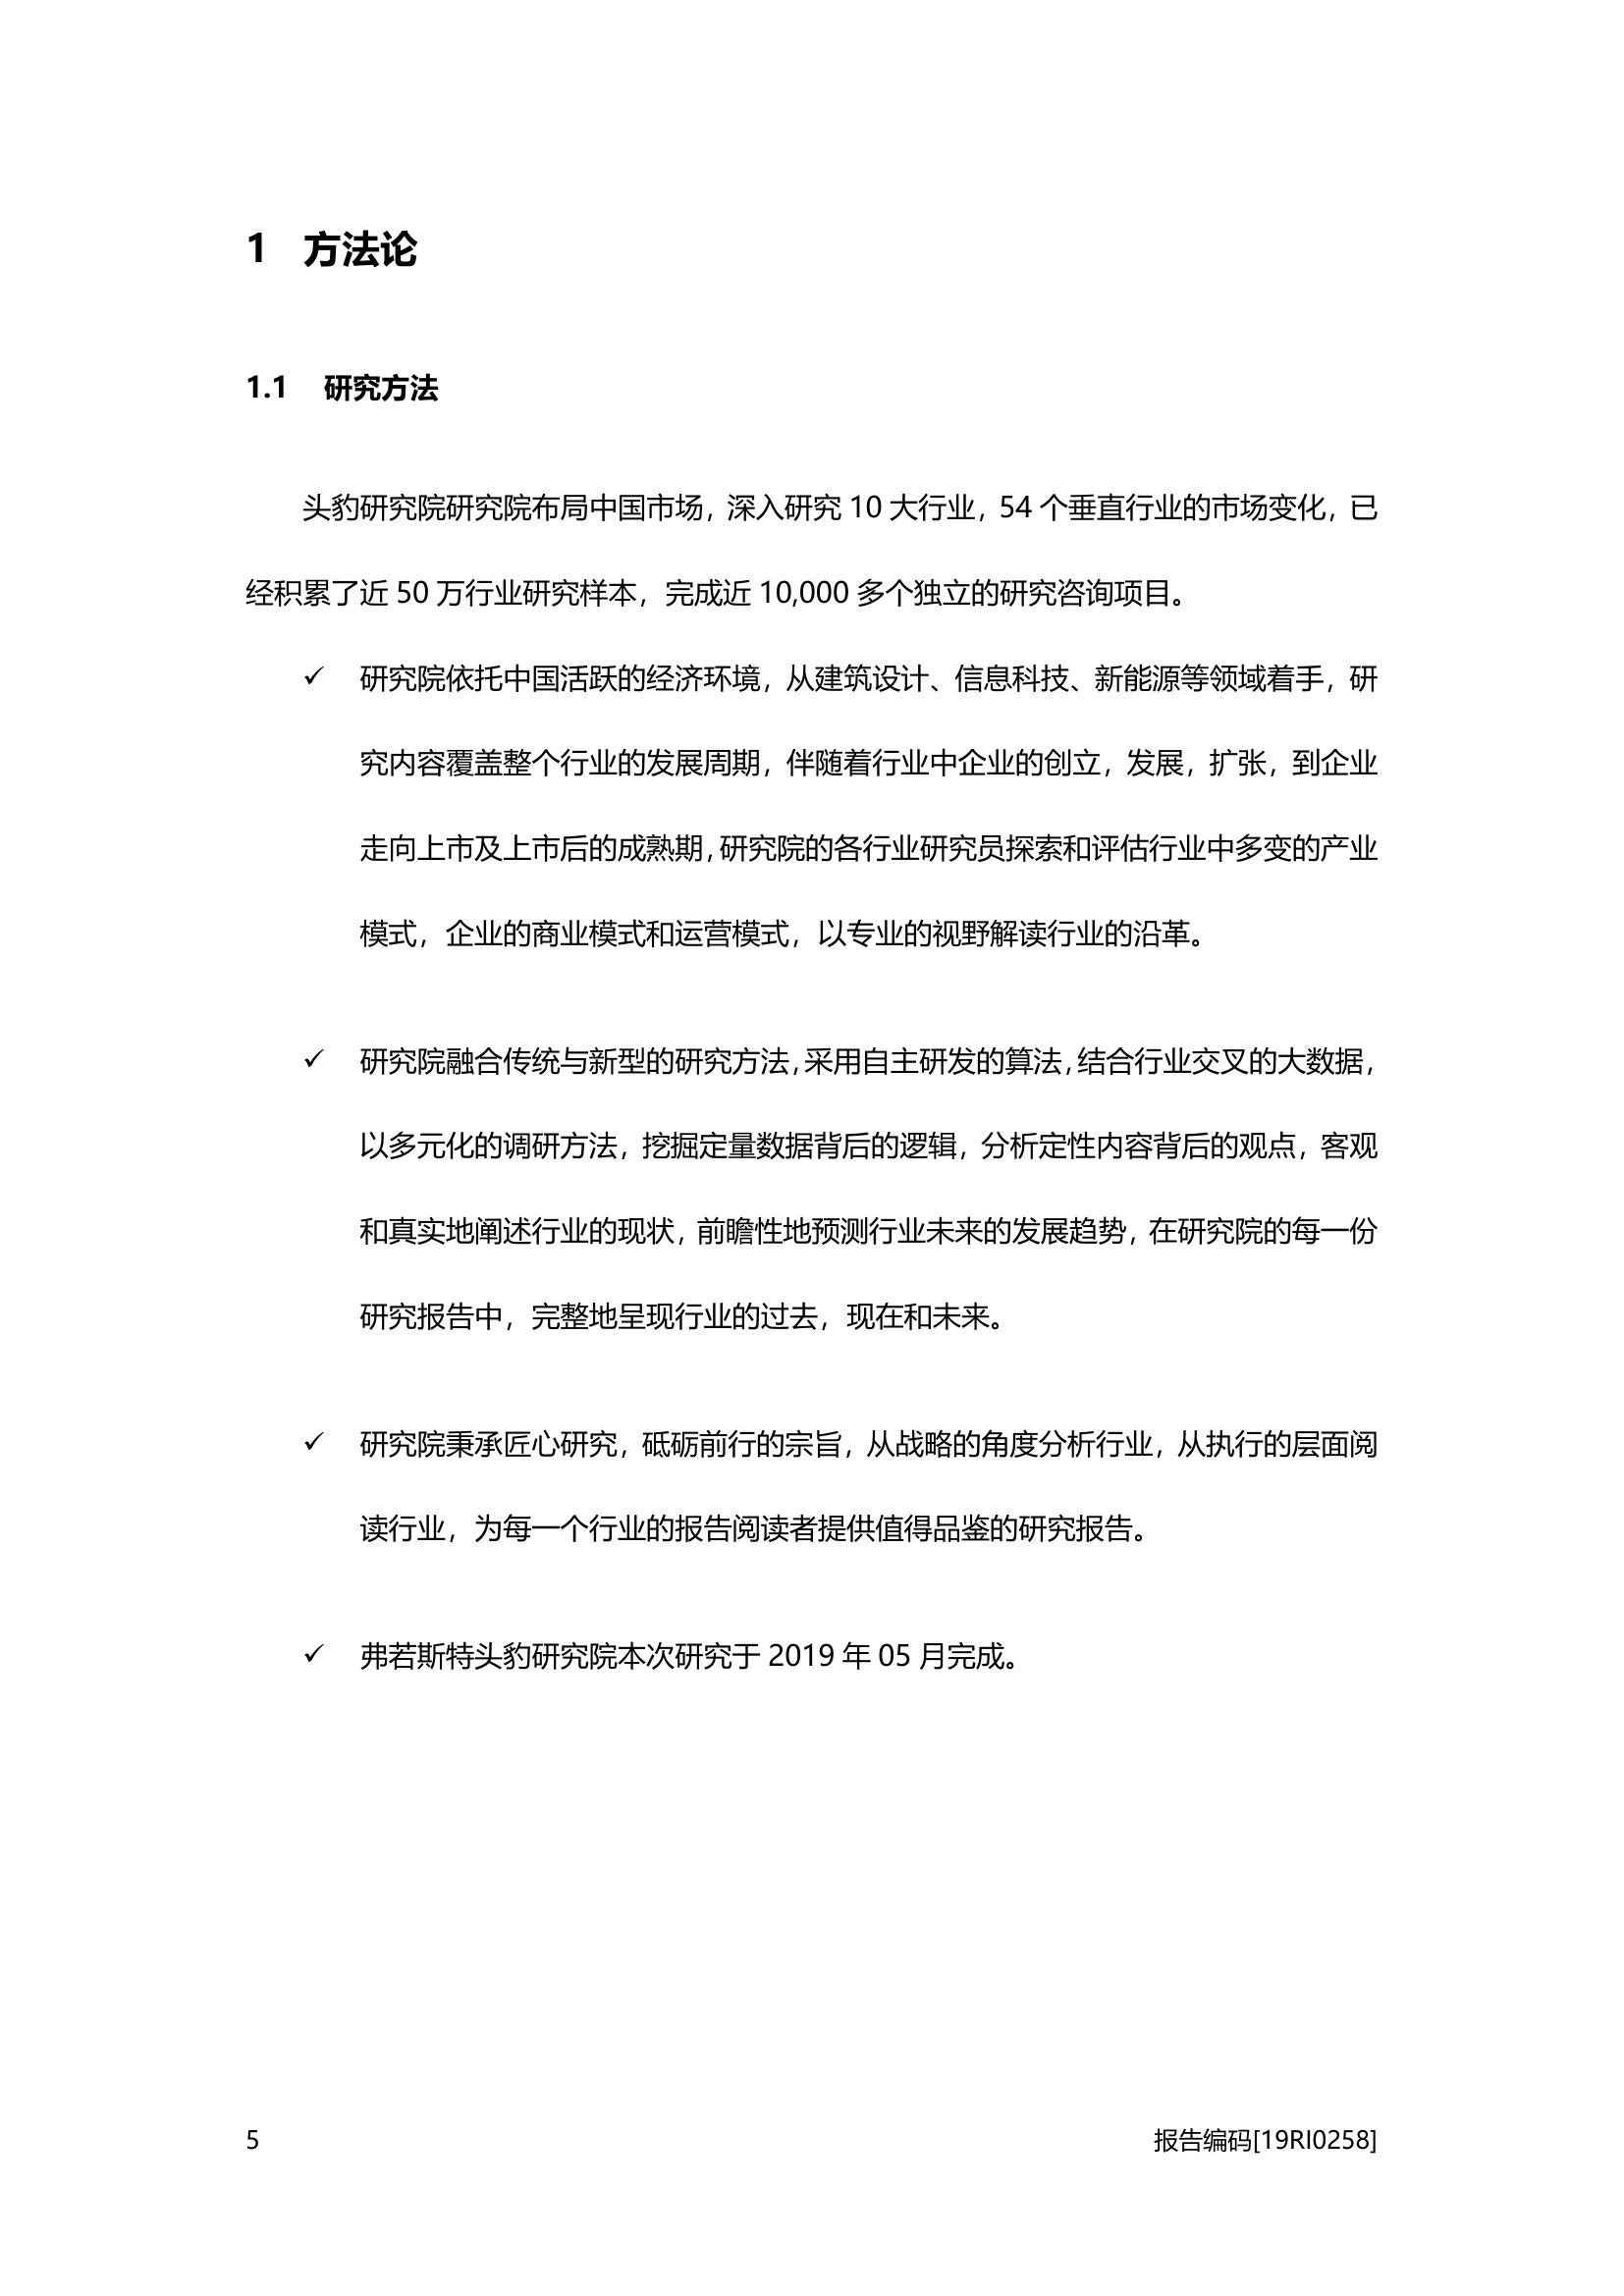 1 方法论
1.1 研究方法
头豹研究院研究院布局中国市场，深入研究 10 大行业，54 个垂直行业的市场变化，已
经积累了近 50 万行业研究样本，完成近 10,000 多个独立的研究咨询项目。
✓ 研究院依托中国活跃的经济环境，从建筑设计、信息科技、新能源等领域着手，研
究内容覆盖整个行业的发展周期，伴随着行业中企业的创立，发展，扩张，到企业
走向上市及上市后的成熟期，研究院的各行业研究员探索和评估行业中多变的产业
模式，企业的商业模式和运营模式，以专业的视野解读行业的沿革。
✓ 研究院融合传统与新型的研究方法，采用自主研发的算法，结合行业交叉的大数据，
以多元化的调研方法，挖掘定量数据背后的逻辑，分析定性内容背后的观点，客观
和真实地阐述行业的现状，前瞻性地预测行业未来的发展趋势，在研究院的每一份
研究报告中，完整地呈现行业的过去，现在和未来。
✓ 研究院秉承匠心研究，砥砺前行的宗旨，从战略的角度分析行业，从执行的层面阅
读行业，为每一个行业的报告阅读者提供值得品鉴的研究报告。
✓ 弗若斯特头豹研究院本次研究于 2019 年 05 月完成。
5 报告编码[19RI0258]